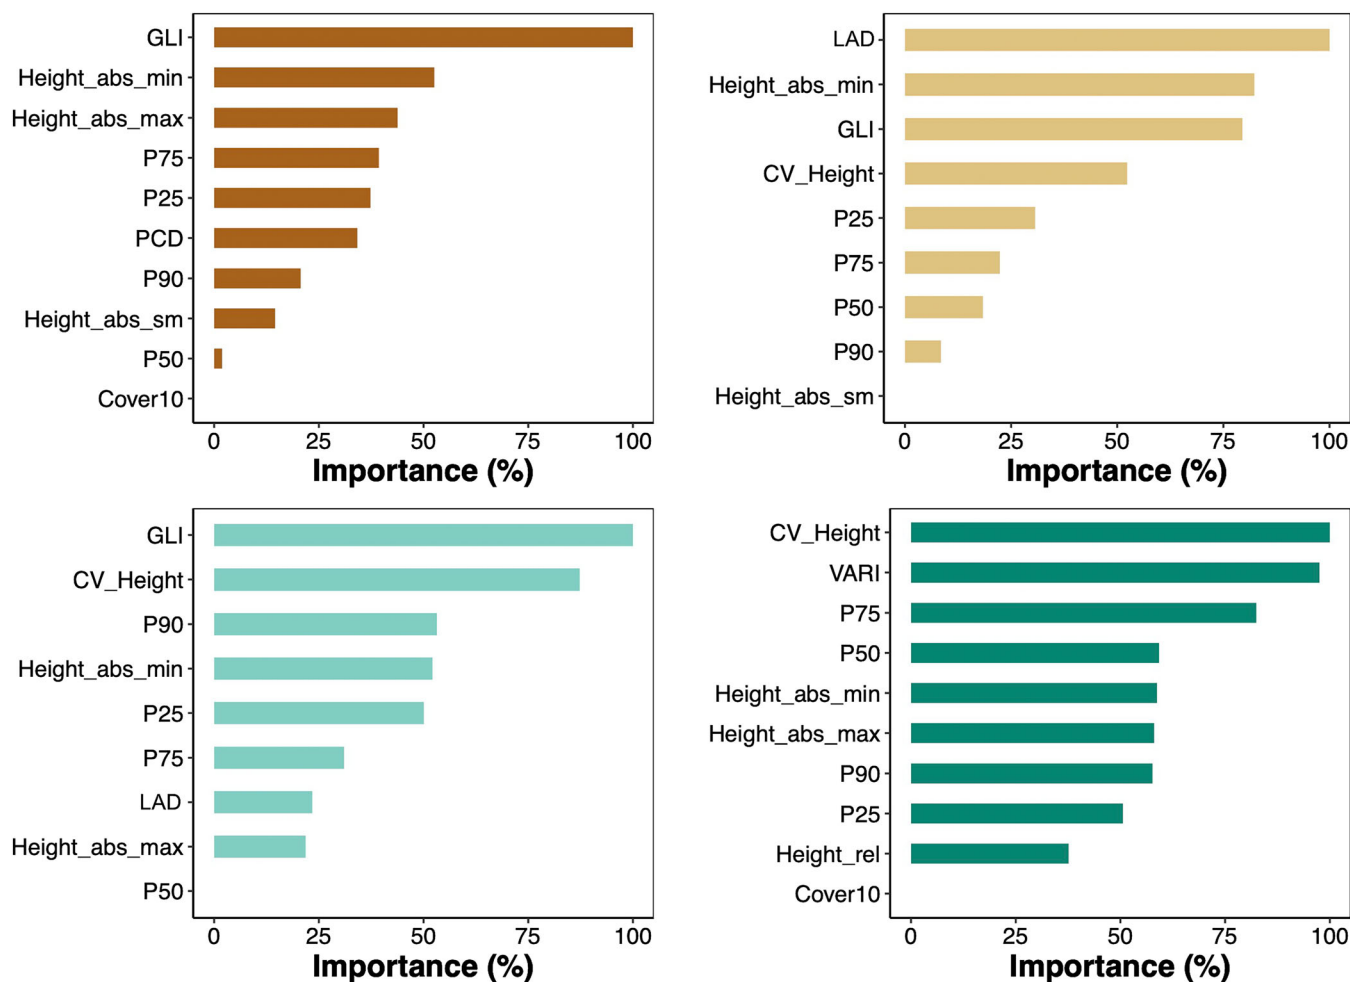 GLI
Height_abs_min
Height_abs_max
P75
P25
PCD
P90
Height_abs_sm
P50
Cover10
0 25 50 75 100
Importance (%)
LAD
Height_abs_min
GLI
CV_Height
P25
P75
P50
P90
Height_abs_sm
0 25 50 75 100
Importance (%)
GLI
CV_Height
P90
Height_abs_min
P25
P75
LAD
Height_abs_max
P50
0 25 50 75 100
Importance (%)
CV_Height
VARI
P75
P50
Height_abs_min
Height_abs_max
P90
P25
Height_rel
Cover10
0 25 50 75 100
Importance (%)